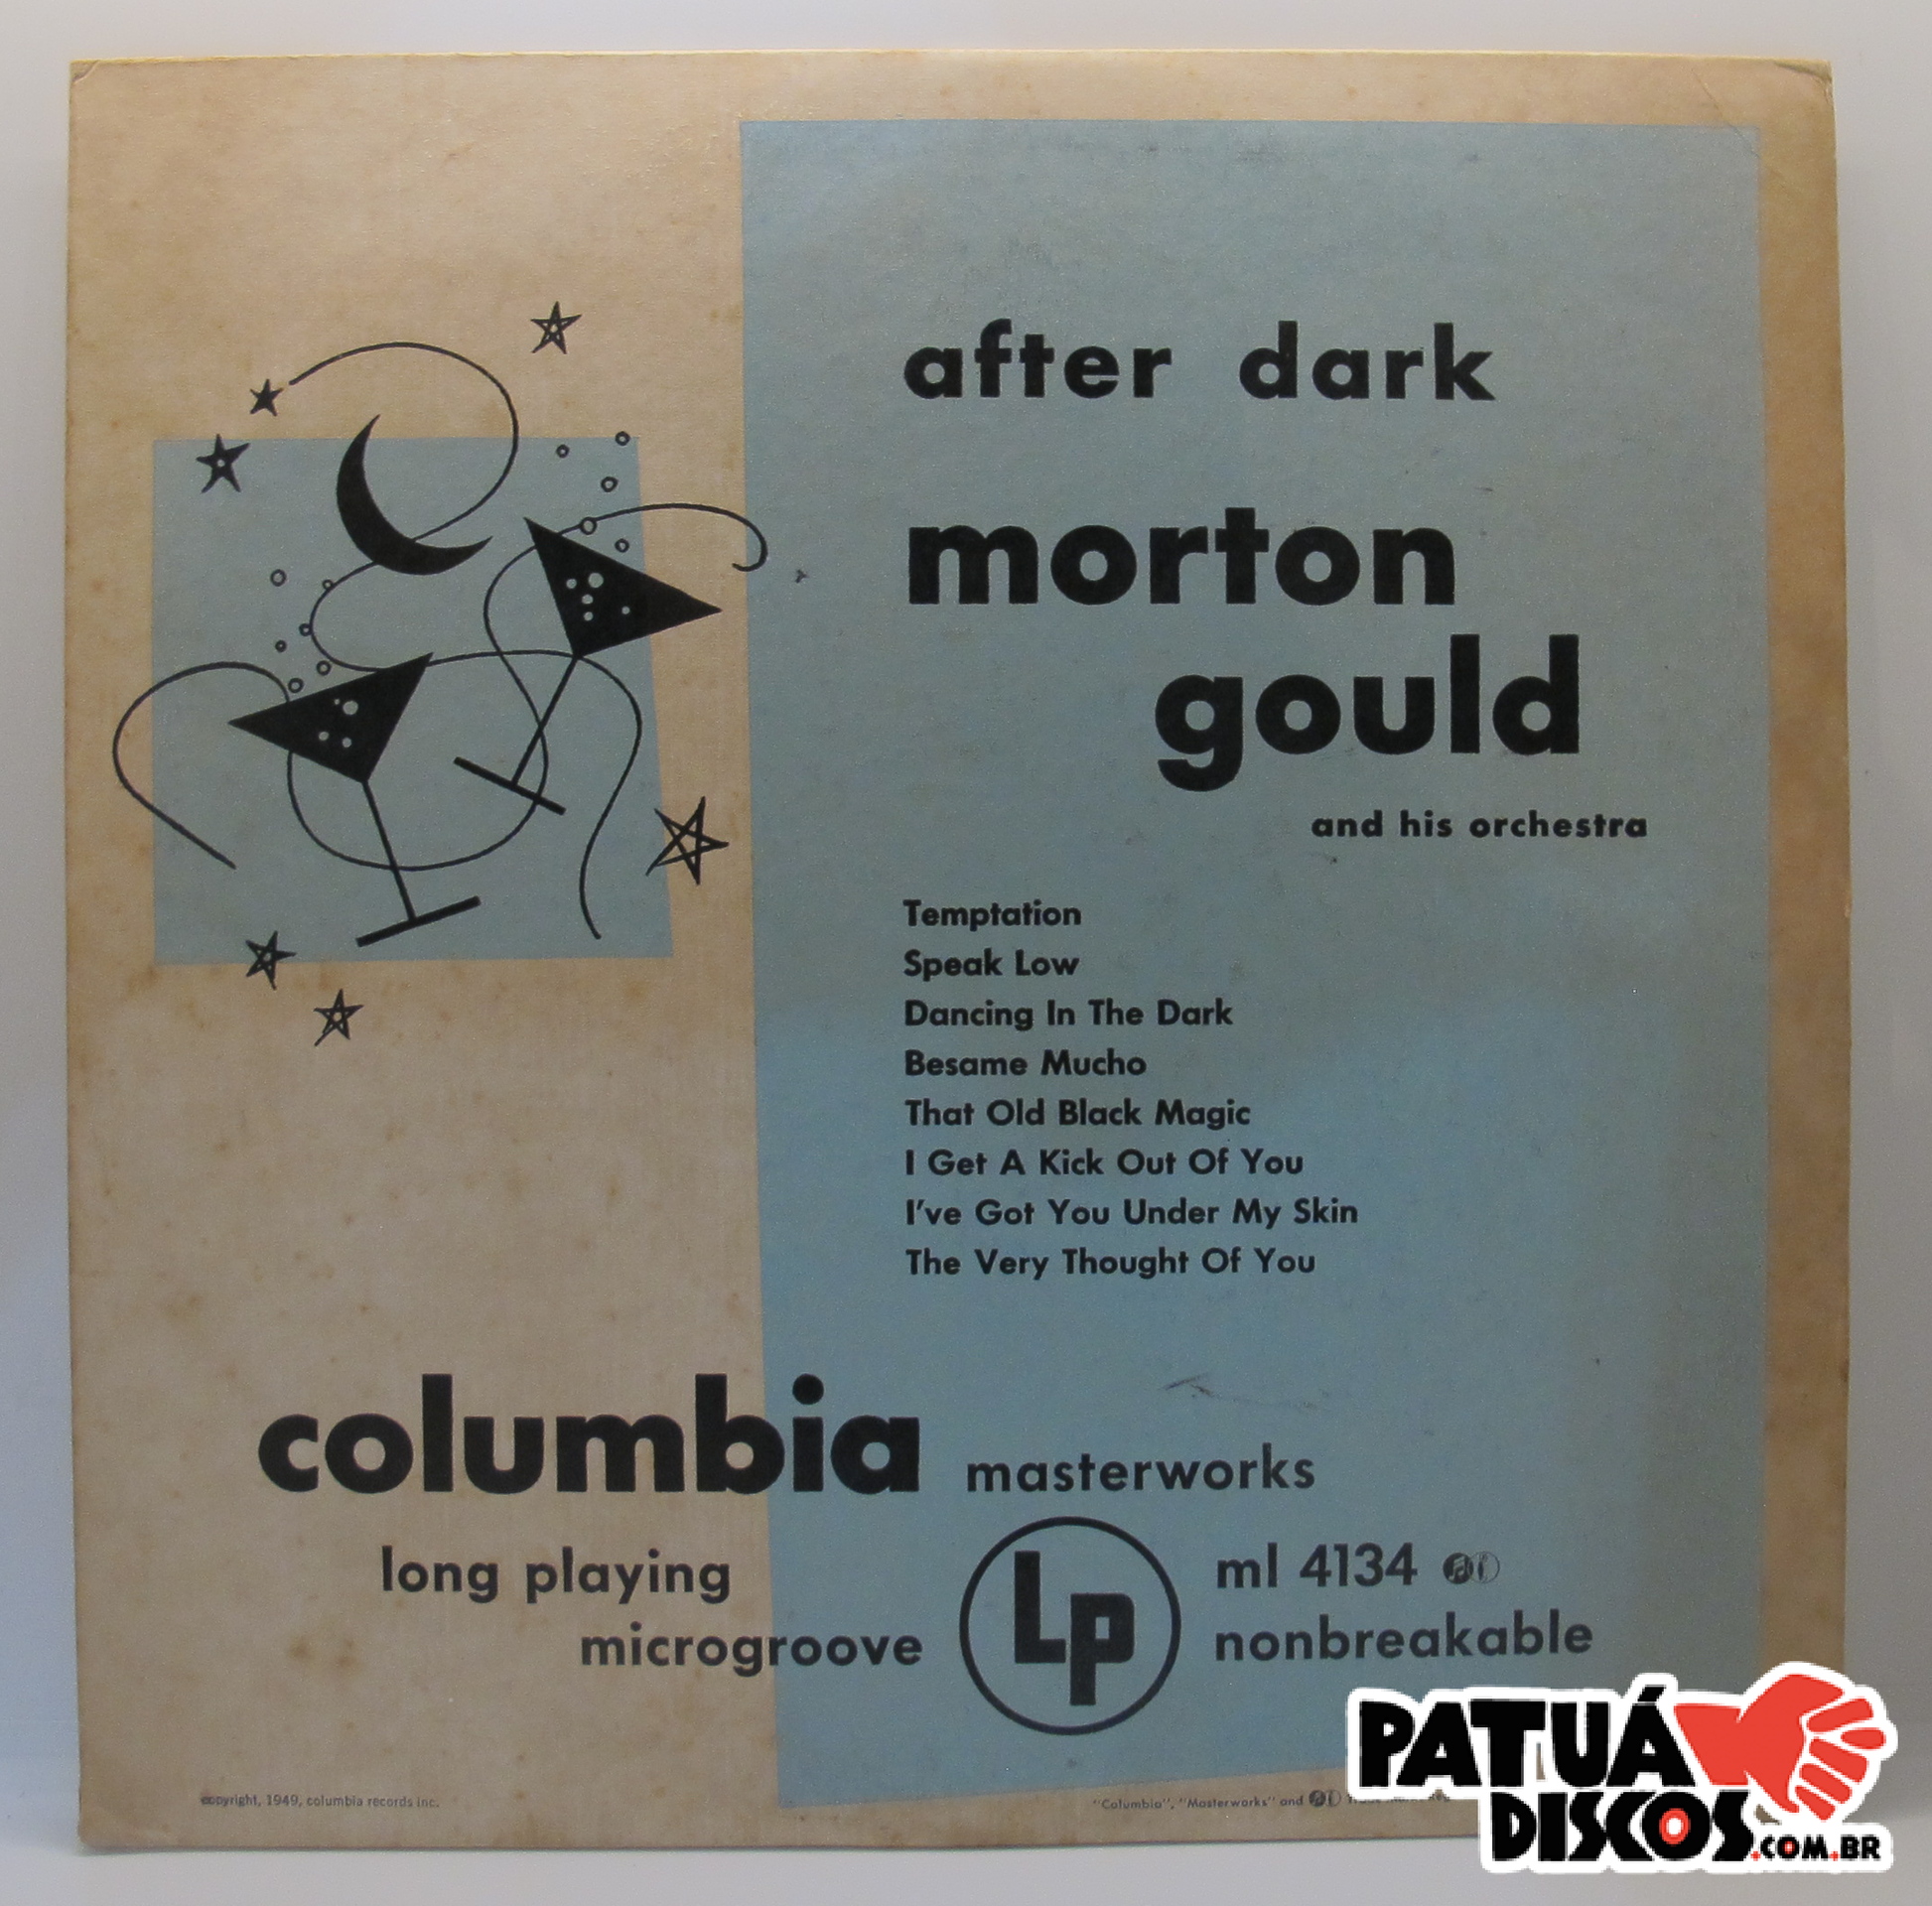 after dark
morton
gould
and his orchestra
Temptation
Speak Low
Dancing In The Dark
Besame Mucho
That Old Black Magic
I Get A Kick Out Of You
I've Got You Under My Skin
The Very Thought Of You
columbia masterworks
long playing
microgroove
LP
ml 4134
nonbreakable
copyright, 1949, columbia records inc.
"Columbia", "Masterworks" and
PATUÁ
DISCOS.COM.BR